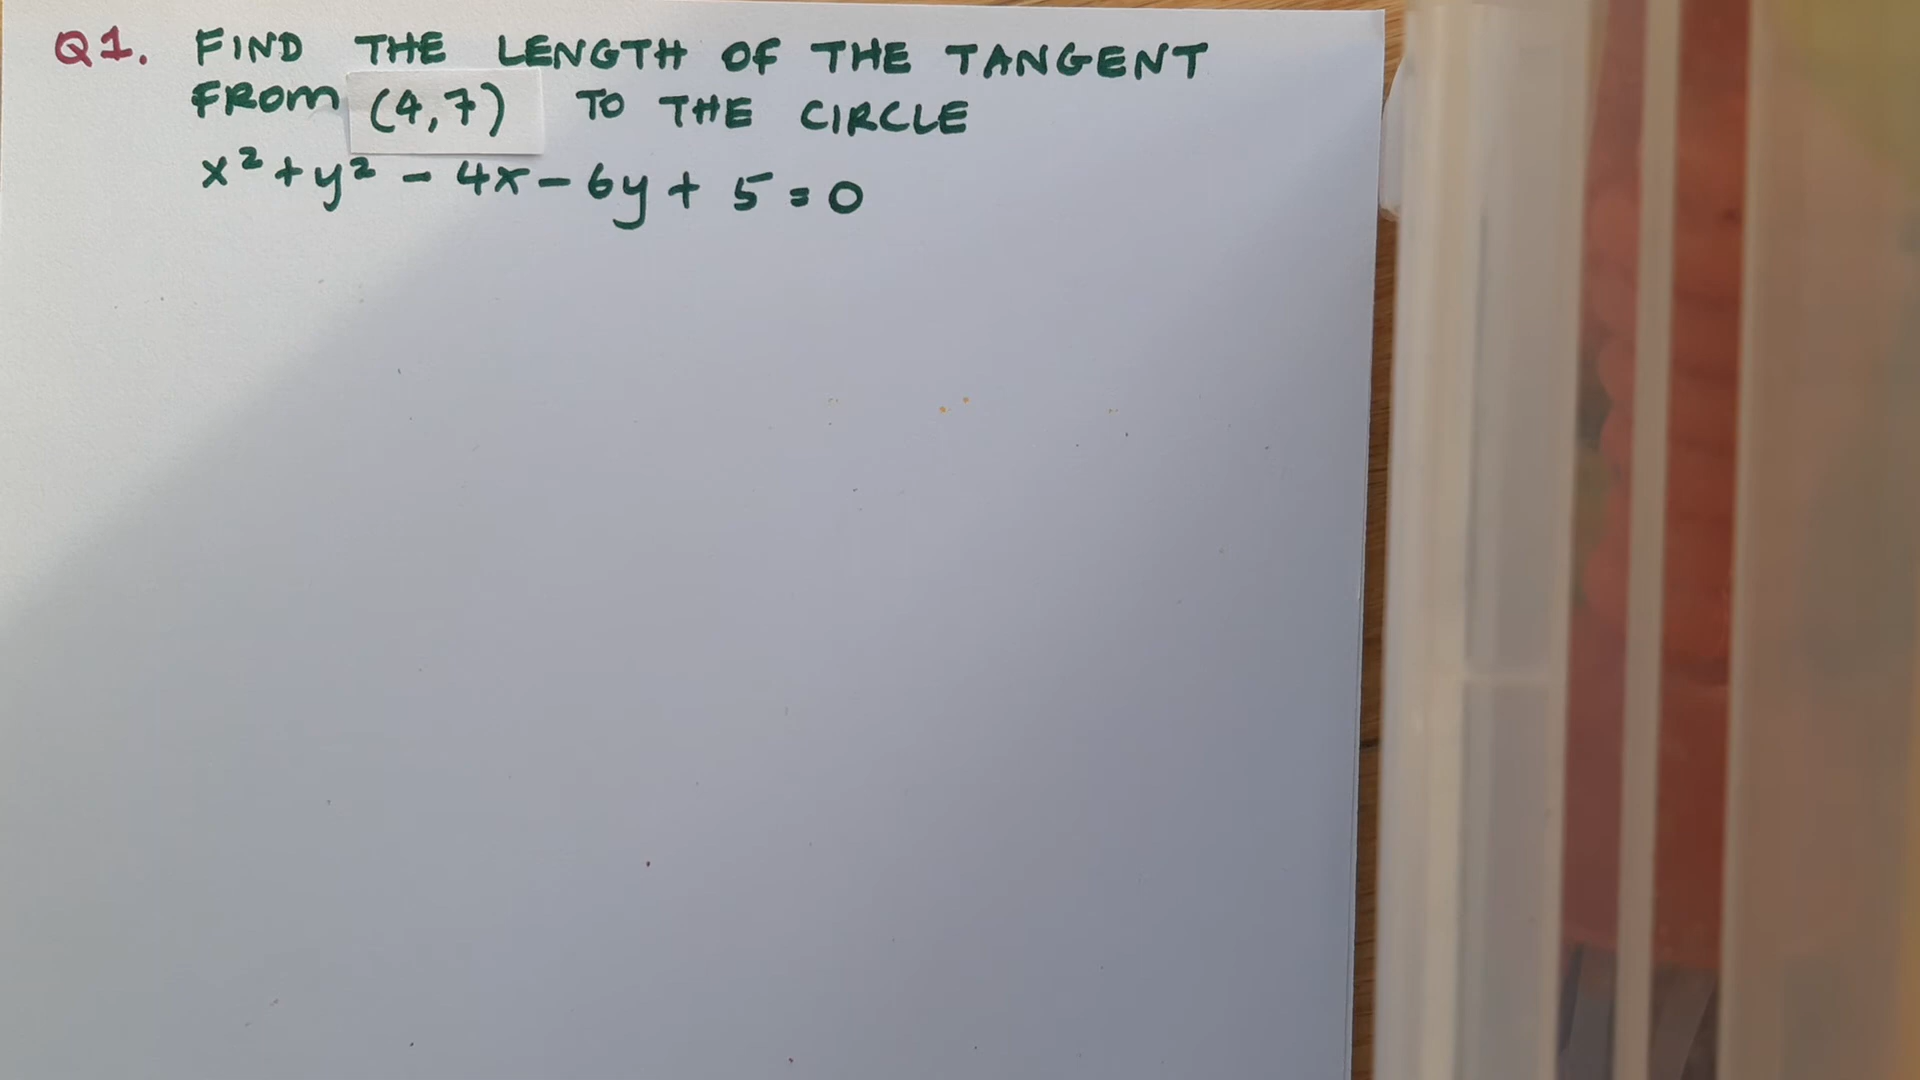 Q1. FIND THE LENGTH OF THE TANGENT
FROM (4,7) TO THE CIRCLE
x² + y² - 4x - 6y + 5 = 0